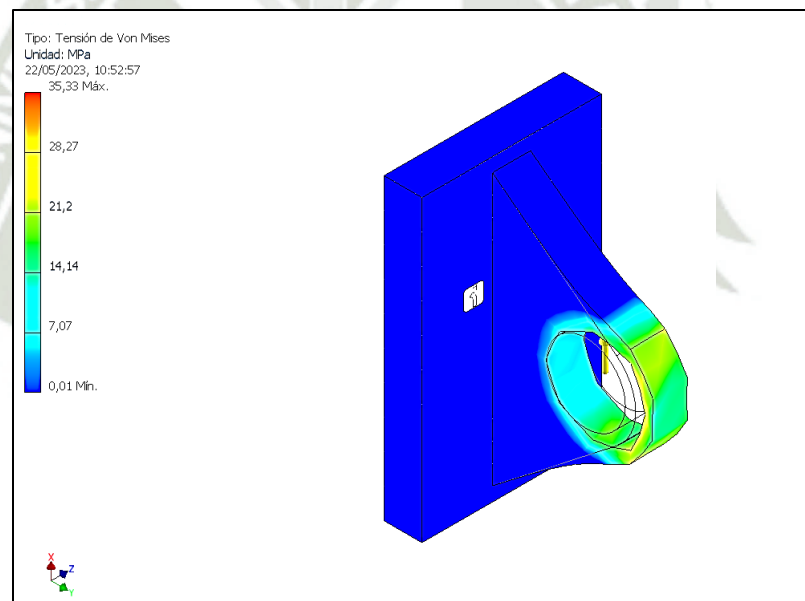 Tipo: Tensión de Von Mises
Unidad: MPa
22/05/2023, 10:52:57
35,33 Máx.
28,27
21,2
14,14
7,07
0,01 Mín.
X
Z
Y